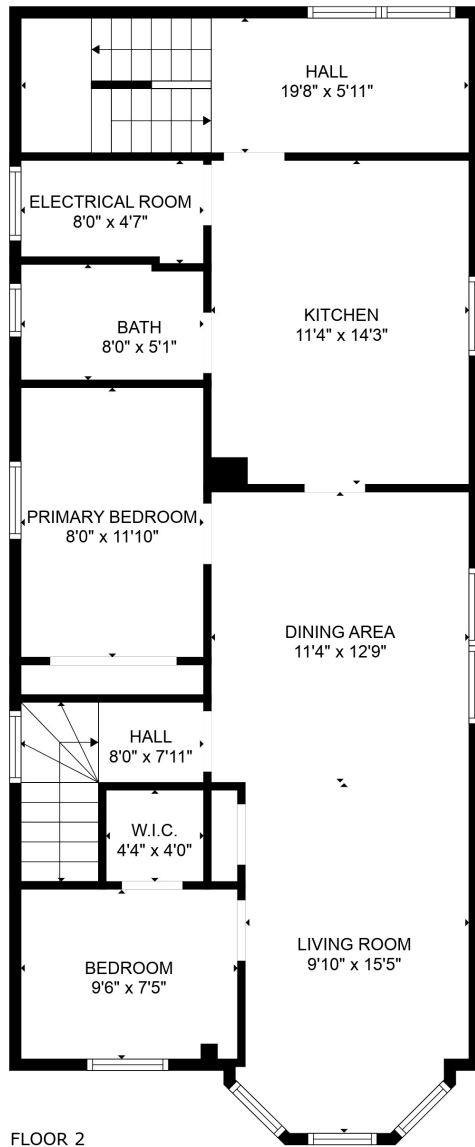 HALL
19'8" x 5'11"
ELECTRICAL ROOM
8'0" x 4'7"
BATH
8'0" x 5'1"
KITCHEN
11'4" x 14'3"
PRIMARY BEDROOM
8'0" x 11'10"
DINING AREA
11'4" x 12'9"
HALL
8'0" x 7'11"
W.I.C.
4'4" x 4'0"
LIVING ROOM
9'10" x 15'5"
BEDROOM
9'6" x 7'5"
FLOOR 2